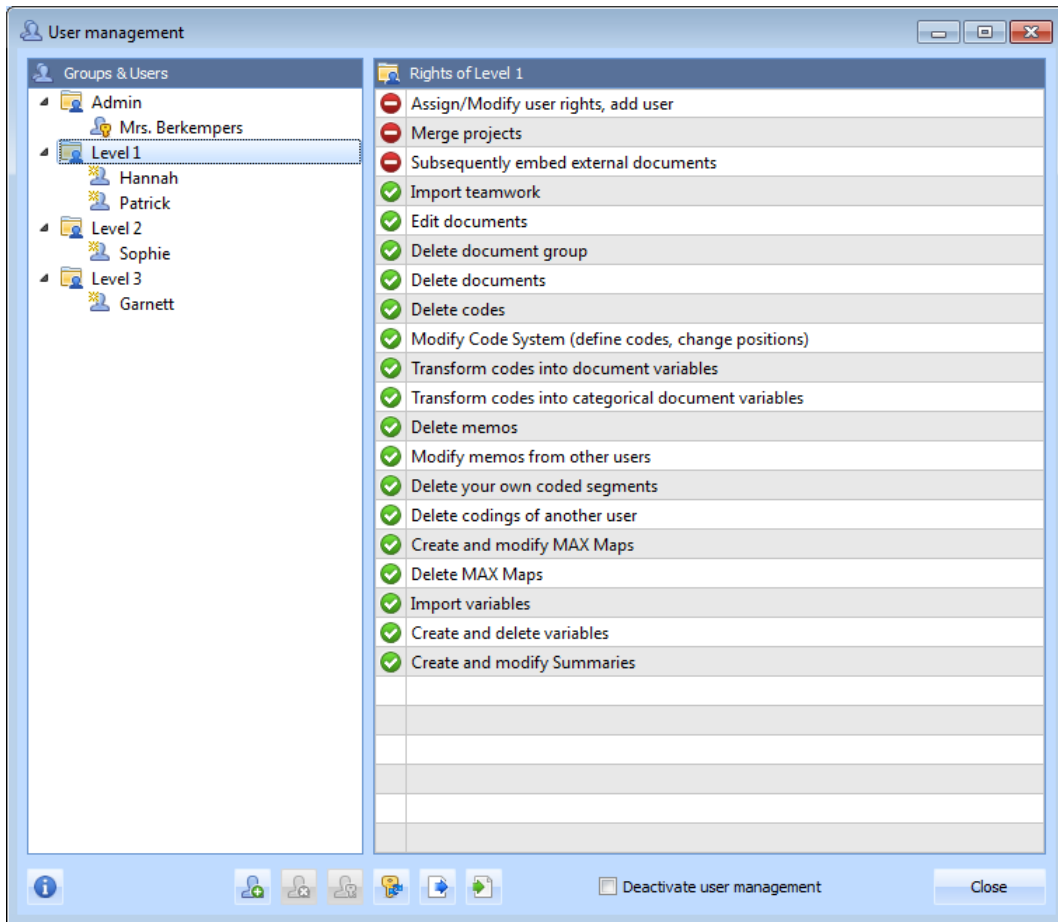 User management
Groups & Users
Admin
Mrs. Berkempers
Level 1
Hannah
Patrick
Level 2
Sophie
Level 3
Garnett
Rights of Level 1
Assign/Modify user rights, add user
Merge projects
Subsequently embed external documents
Import teamwork
Edit documents
Delete document group
Delete documents
Delete codes
Modify Code System (define codes, change positions)
Transform codes into document variables
Transform codes into categorical document variables
Delete memos
Modify memos from other users
Delete your own coded segments
Delete codings of another user
Create and modify MAX Maps
Delete MAX Maps
Import variables
Create and delete variables
Create and modify Summaries
Deactivate user management
Close